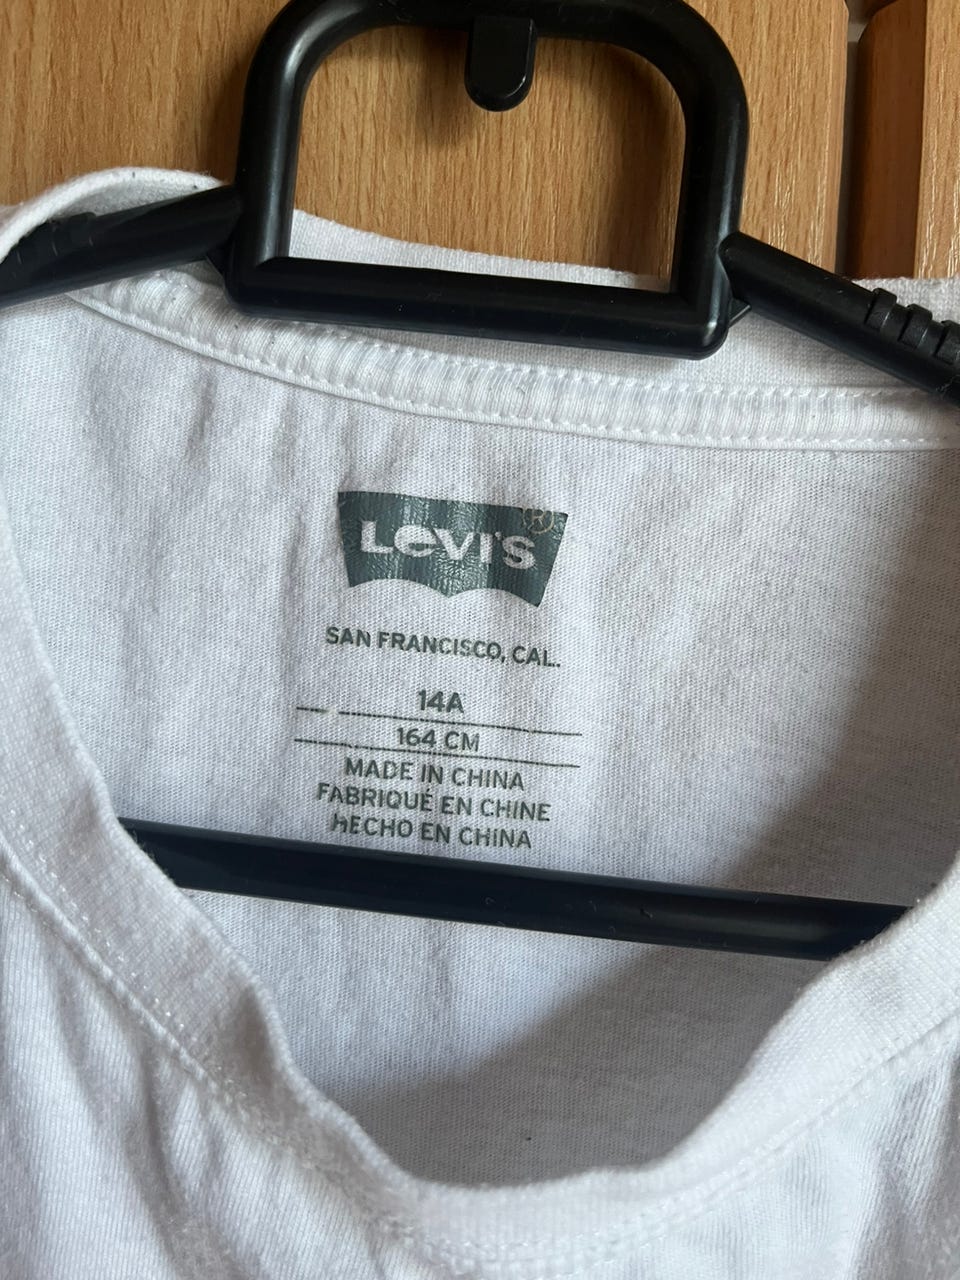 LEVI'S®
SAN FRANCISCO, CAL.
14A
164 CM
MADE IN CHINA
FABRIQUÉ EN CHINE
HECHO EN CHINA